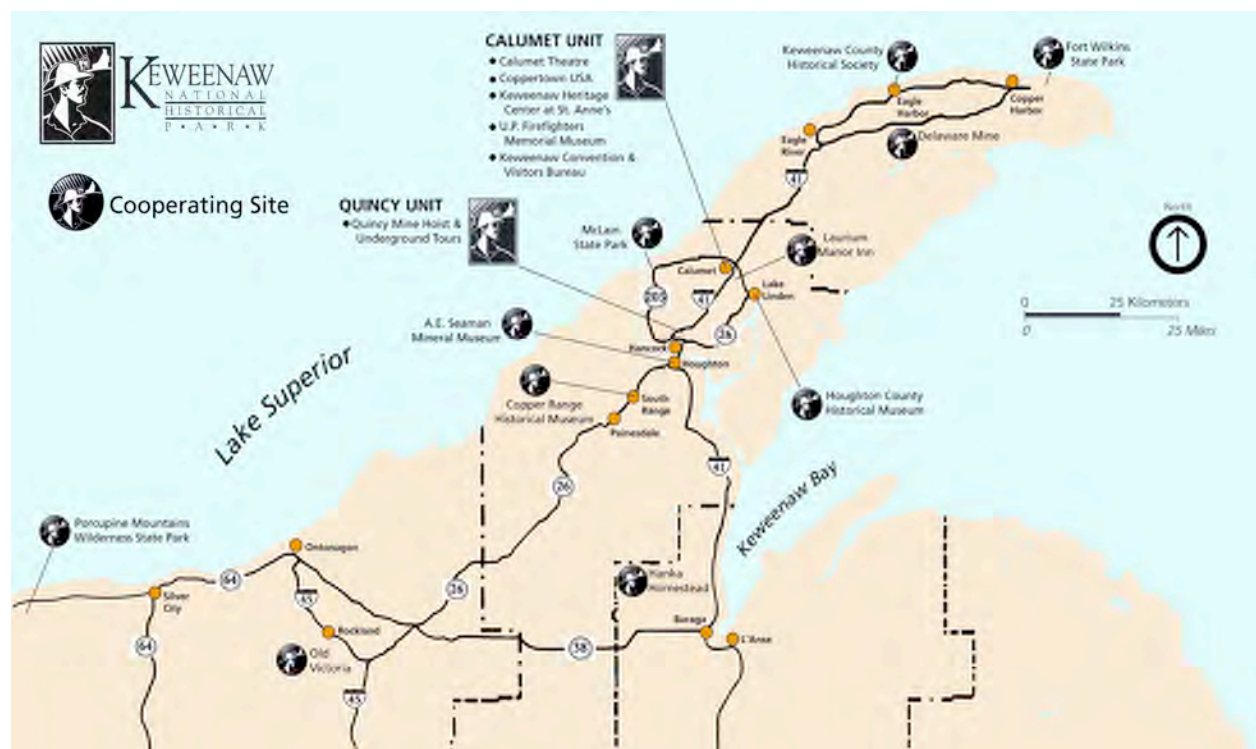 KEWEENAW
NATIONAL
HISTORICAL
P•A•R•K
Cooperating Site
CALUMET UNIT
• Calumet Theatre
• Coppertown USA
• Keweenaw Heritage
Center at St. Anne's
• U.P. Firefighters
Memorial Museum
• Keweenaw Convention &
Visitors Bureau
QUINCY UNIT
• Quincy Mine Hoist &
Underground Tours
Keweenaw County
Historical Society
Fort Wilkins
State Park
Eagle
Harbor
Copper
Harbor
Eagle
River
Delaware Mine
41
McLain
State Park
Laurium
Manor Inn
Calumet
Lake
Linden
203
41
26
North
0 25 Kilometers
0 25 Miles
A.E. Seaman
Mineral Museum
Hancock
Houghton
Copper Range
Historical Museum
South
Range
Painesdale
Houghton County
Historical Museum
Lake Superior
41
26
Keweenaw Bay
Porcupine Mountains
Wilderness State Park
Ontonagon
64
Silver
City
45
26
Hanka
Homestead
Rockland
Baraga
L'Anse
64
38
Old
Victoria
45